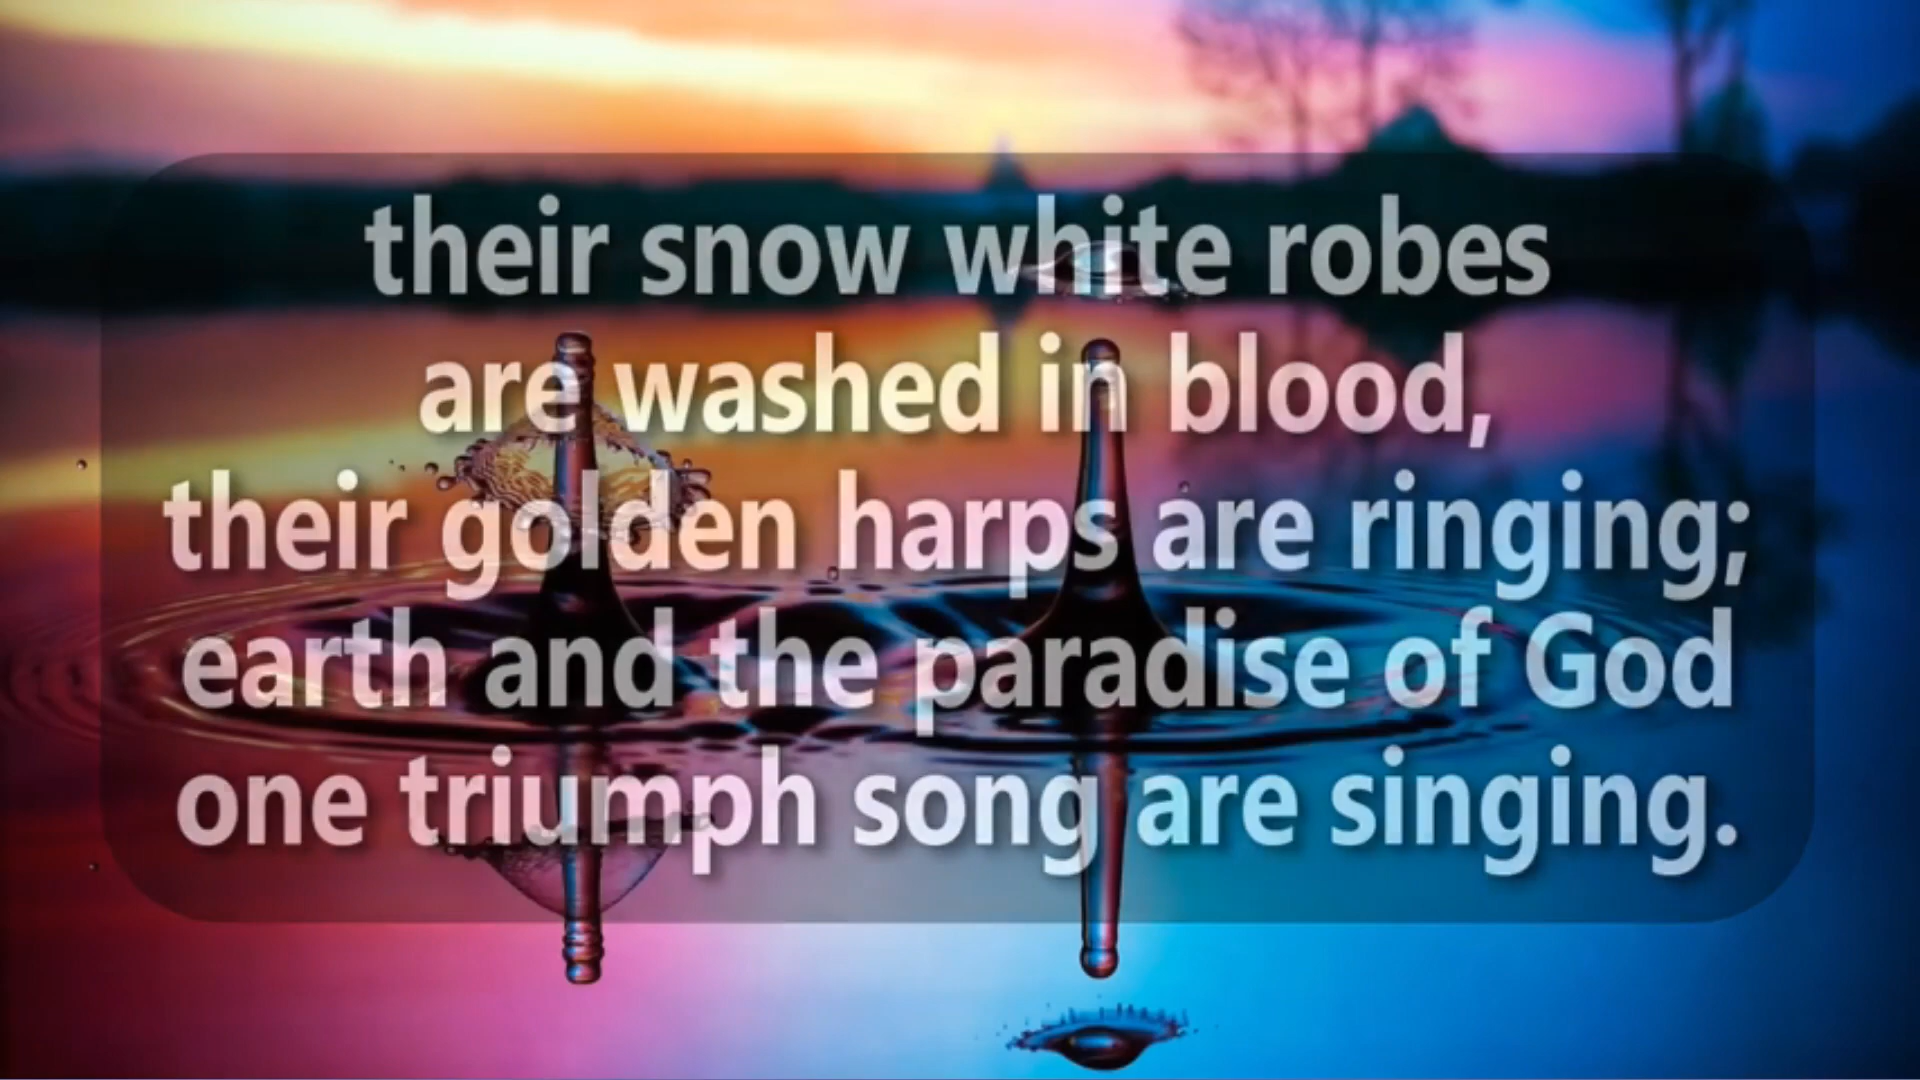 their snow white robes
are washed in blood,
their golden harps are ringing;
earth and the paradise of God
one triumph song are singing.